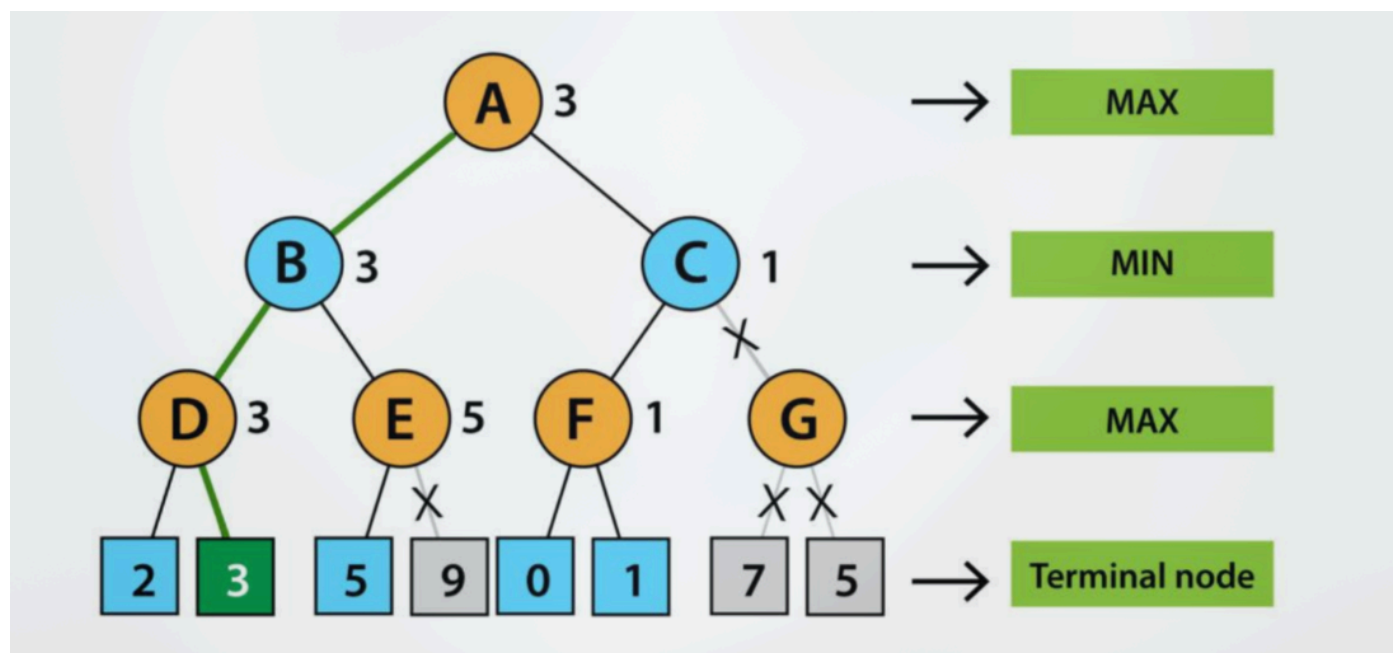 A 3
MAX
B 3
C 1
MIN
X
D 3
E 5
F 1
G
MAX
X
X X
2 3 5 9 0 1 7 5
Terminal node